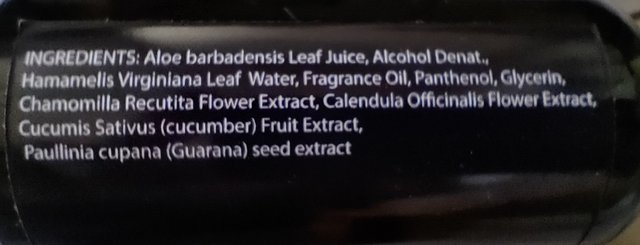 INGREDIENTS: Aloe barbadensis Leaf Juice, Alcohol Denat.,
Hamamelis Virginiana Leaf Water, Fragrance Oil, Panthenol, Glycerin,
Chamomilla Recutita Flower Extract, Calendula Officinalis Flower Extract,
Cucumis Sativus (cucumber) Fruit Extract,
Paullinia cupana (Guarana) seed extract